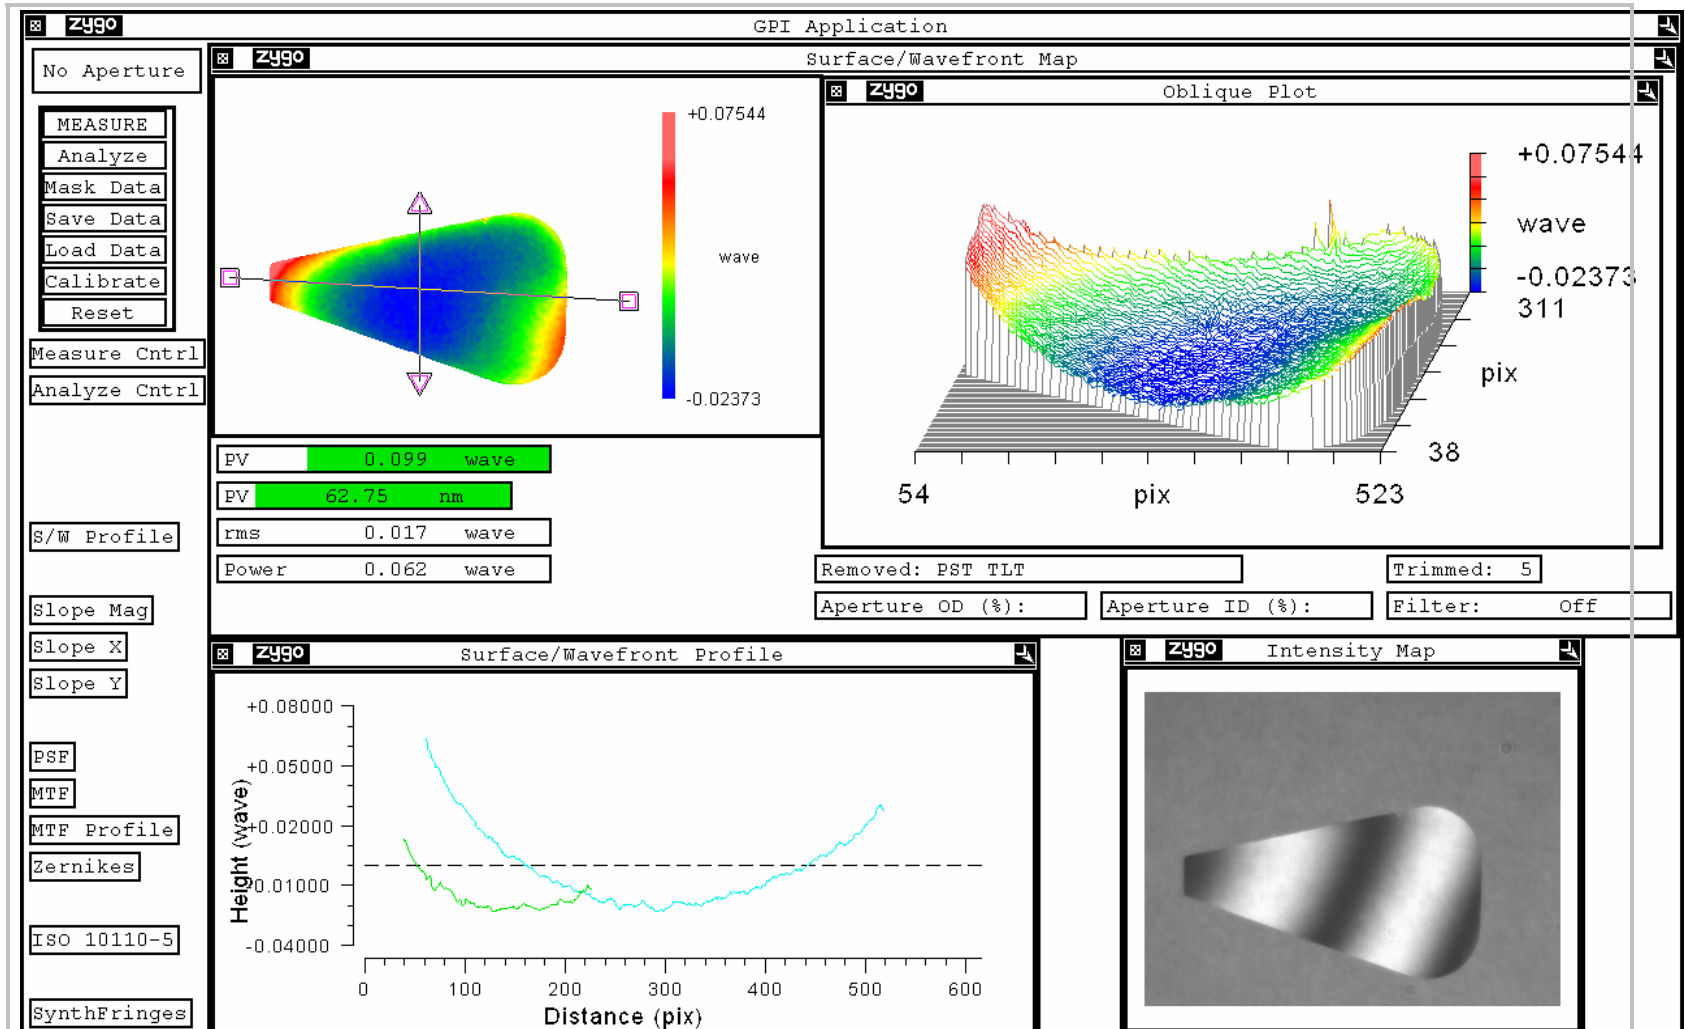 zygo GPI Application
No Aperture
MEASURE
Analyze
Mask Data
Save Data
Load Data
Calibrate
Reset
Measure Cntrl
Analyze Cntrl
S/W Profile
Slope Mag
Slope X
Slope Y
PSF
MTF
MTF Profile
Zernikes
ISO 10110-5
SynthFringes
zygo Surface/Wavefront Map
+0.07544
wave
-0.02373
zygo Oblique Plot
+0.07544
wave
-0.02373
311
pix
38
54 pix 523
PV 0.099 wave
PV 62.75 nm
rms 0.017 wave
Power 0.062 wave
Removed: PST TLT
Trimmed: 5
Aperture OD (%):
Aperture ID (%):
Filter: Off
zygo Surface/Wavefront Profile
+0.08000
+0.05000
+0.02000
-0.01000
-0.04000
Height (wave)
0 100 200 300 400 500 600
Distance (pix)
zygo Intensity Map